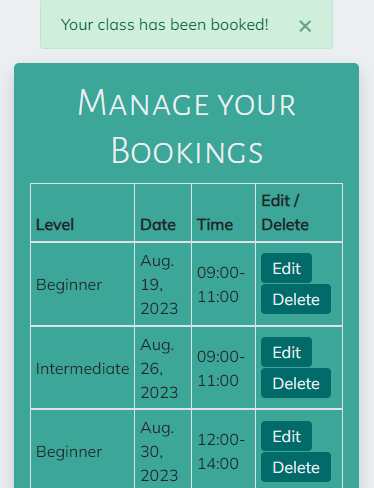 Your class has been booked! ×
Manage your
Bookings
Edit /
Level Date Time Delete
Aug.
19,
2023
Beginner
09:00-
11:00
Edit
Delete
Aug.
26,
2023
Intermediate
09:00-
11:00
Edit
Delete
Aug.
30,
2023
Beginner
12:00-
14:00
Edit
Delete